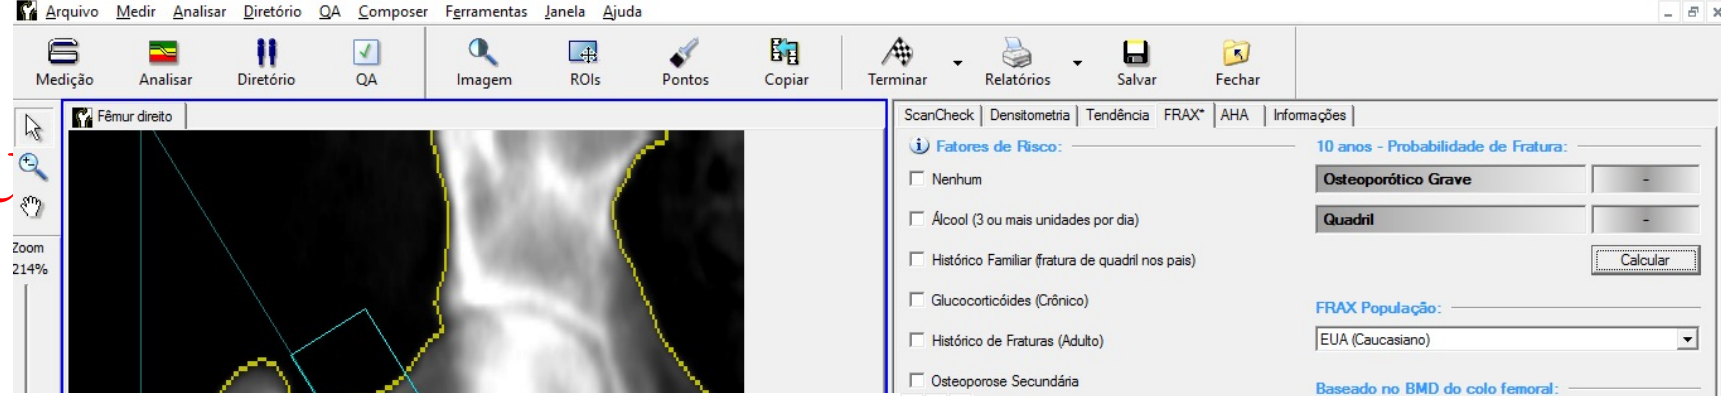 Arquivo Medir Analisar Diretório QA Composer Ferramentas Janela Ajuda
Medição Analisar Diretório QA Imagem ROIs Pontos Copiar Terminar Relatórios Salvar Fechar
Fêmur direito
Zoom
214%
ScanCheck Densitometria Tendência FRAX* AHA Informações
Fatores de Risco:
Nenhum
Álcool (3 ou mais unidades por dia)
Histórico Familiar (fratura de quadril nos pais)
Glucocorticóides (Crônico)
Histórico de Fraturas (Adulto)
Osteoporose Secundária
10 anos - Probabilidade de Fratura:
Osteoporótico Grave -
Quadril -
Calcular
FRAX População:
EUA (Caucasiano)
Baseado no BMD do colo femoral: